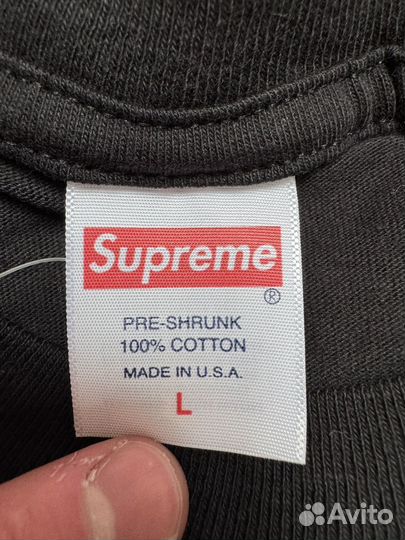 Supreme
®
PRE-SHRUNK
100% COTTON
MADE IN U.S.A.
L
Avito